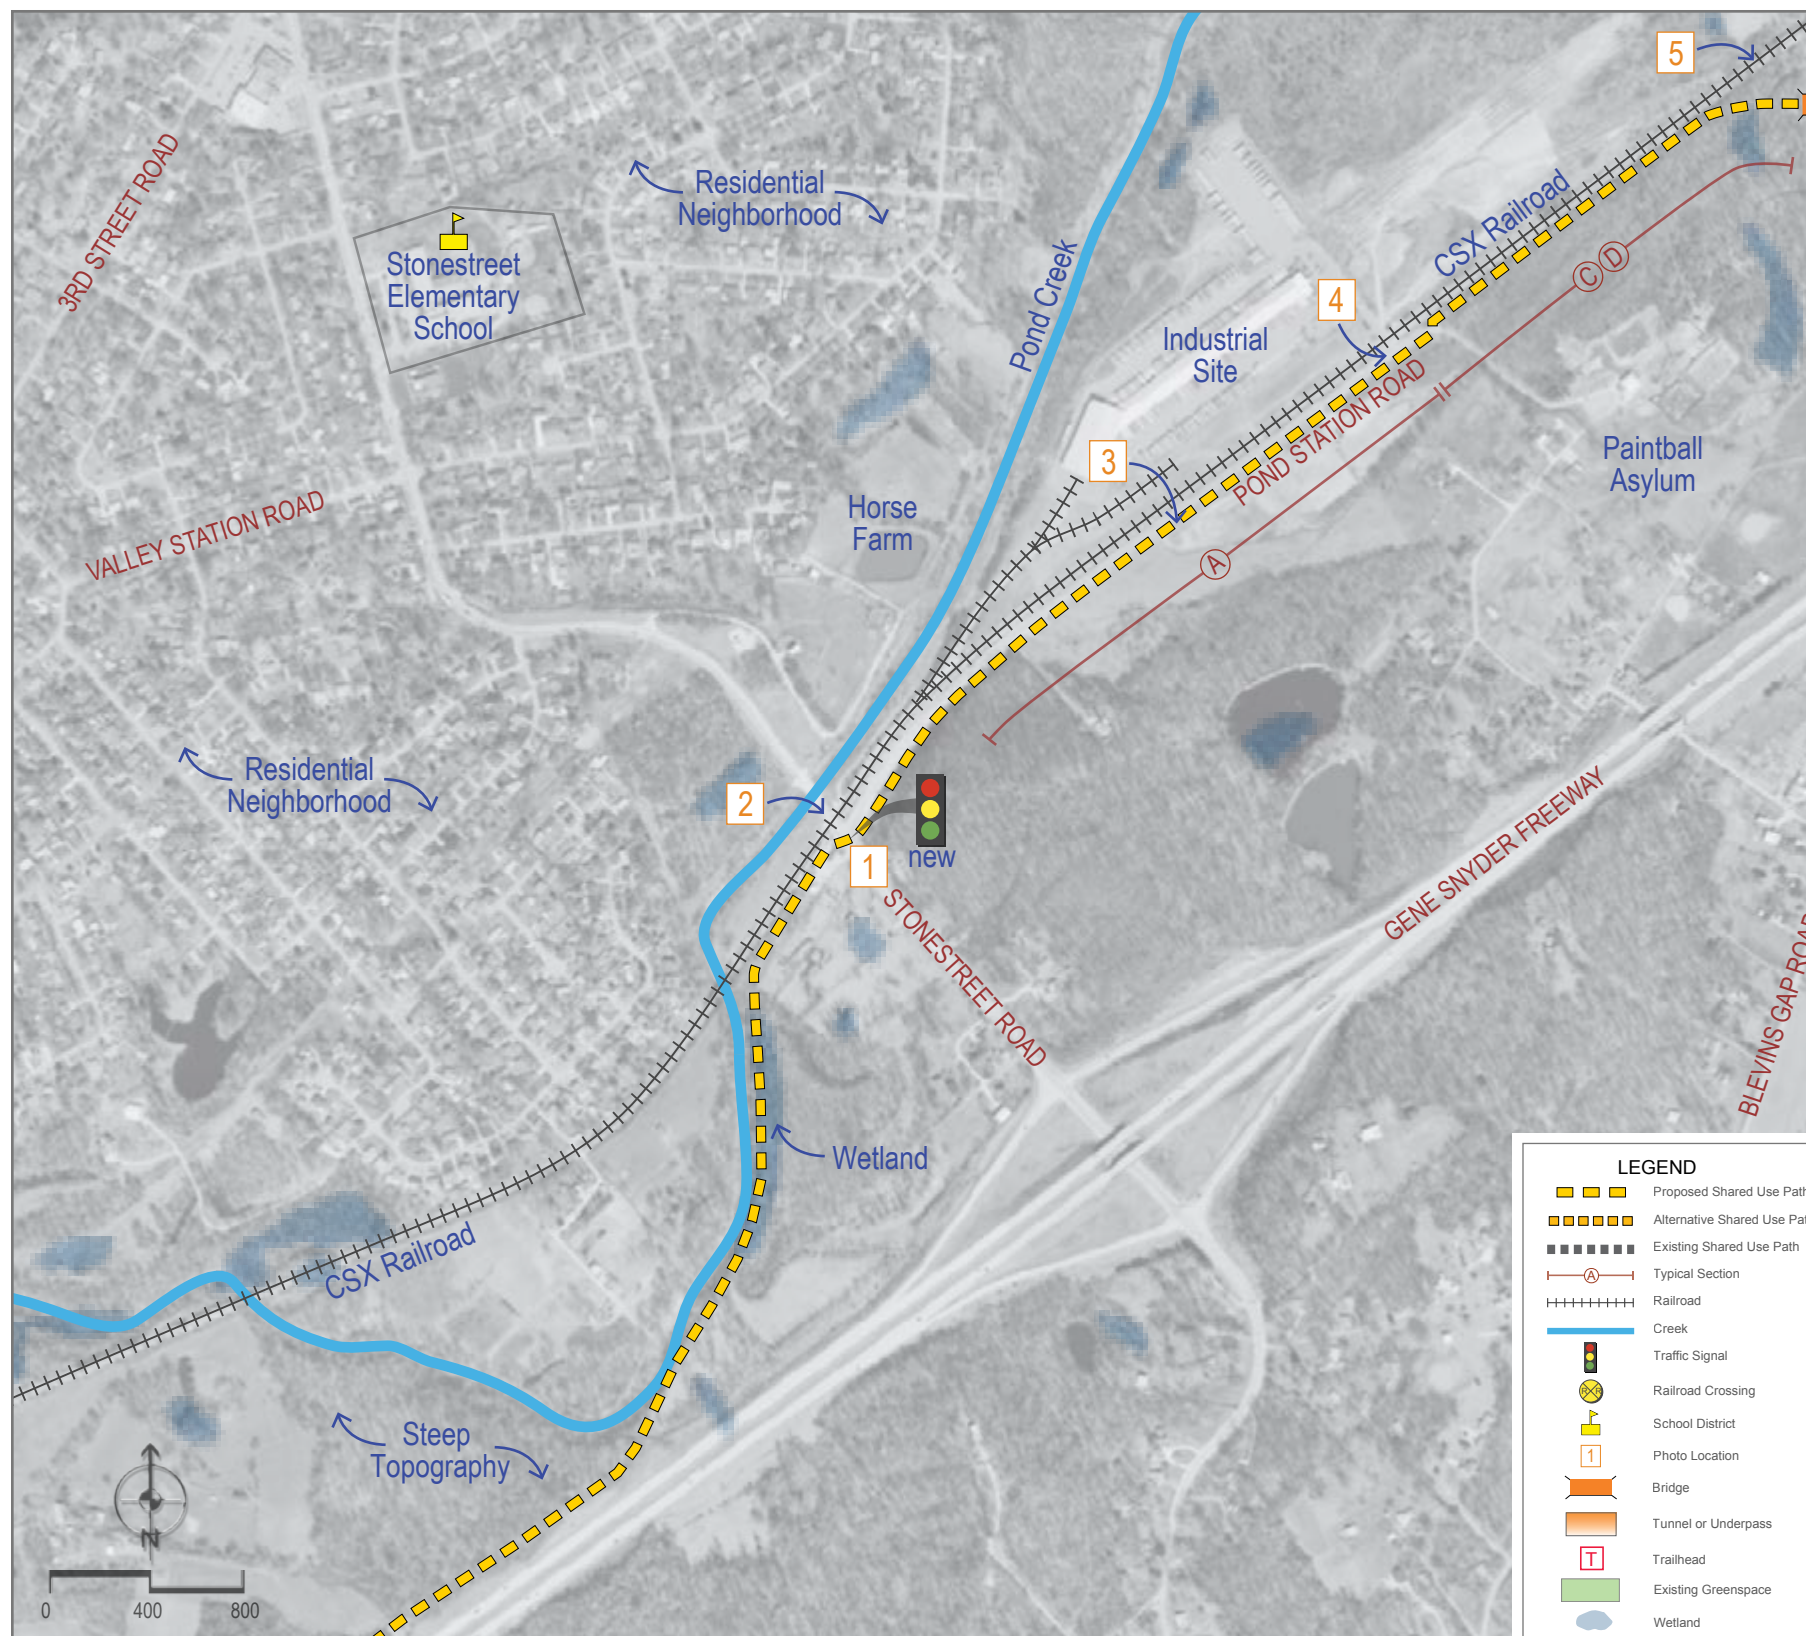 5
3RD STREET ROAD
Residential
Neighborhood
Stonestreet
Elementary
School
Pond Creek
CSX Railroad
C
D
4
Industrial
Site
POND STATION ROAD
3
Paintball
Asylum
VALLEY STATION ROAD
Horse
Farm
A
Residential
Neighborhood
2
1
new
STONESTREET ROAD
GENE SNYDER FREEWAY
BLEVINS GAP ROAD
Wetland
CSX Railroad
Steep
Topography
N
0 400 800
LEGEND
Proposed Shared Use Path
Alternative Shared Use Pat
Existing Shared Use Path
A Typical Section
Railroad
Creek
Traffic Signal
R R Railroad Crossing
School District
1 Photo Location
Bridge
Tunnel or Underpass
T Trailhead
Existing Greenspace
Wetland